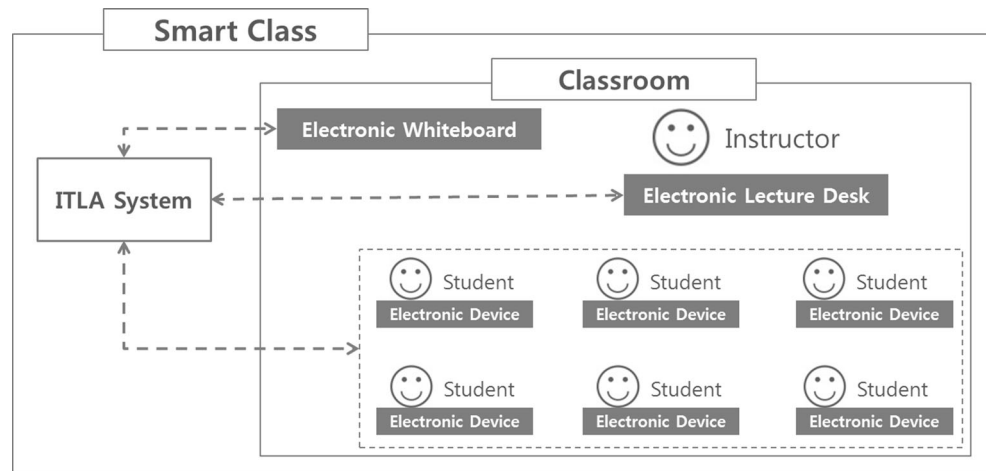 Smart Class
Classroom
Electronic Whiteboard
Instructor
ITLA System
Electronic Lecture Desk
Student Student Student
Electronic Device Electronic Device Electronic Device
Student Student Student
Electronic Device Electronic Device Electronic Device